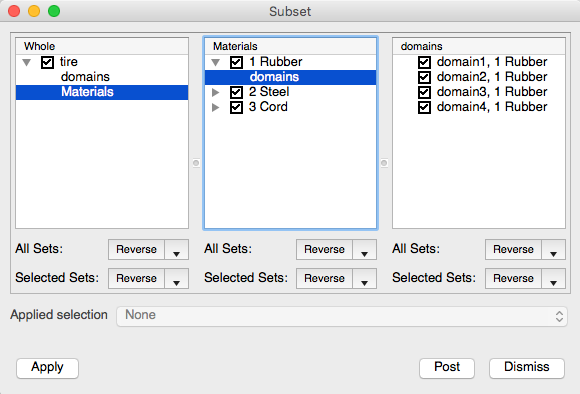 Subset
Whole
tire
domains
Materials
Materials
1 Rubber
domains
2 Steel
3 Cord
domains
domain1, 1 Rubber
domain2, 1 Rubber
domain3, 1 Rubber
domain4, 1 Rubber
All Sets: Reverse All Sets: Reverse All Sets: Reverse
Selected Sets: Reverse Selected Sets: Reverse Selected Sets: Reverse
Applied selection None
Apply Post Dismiss